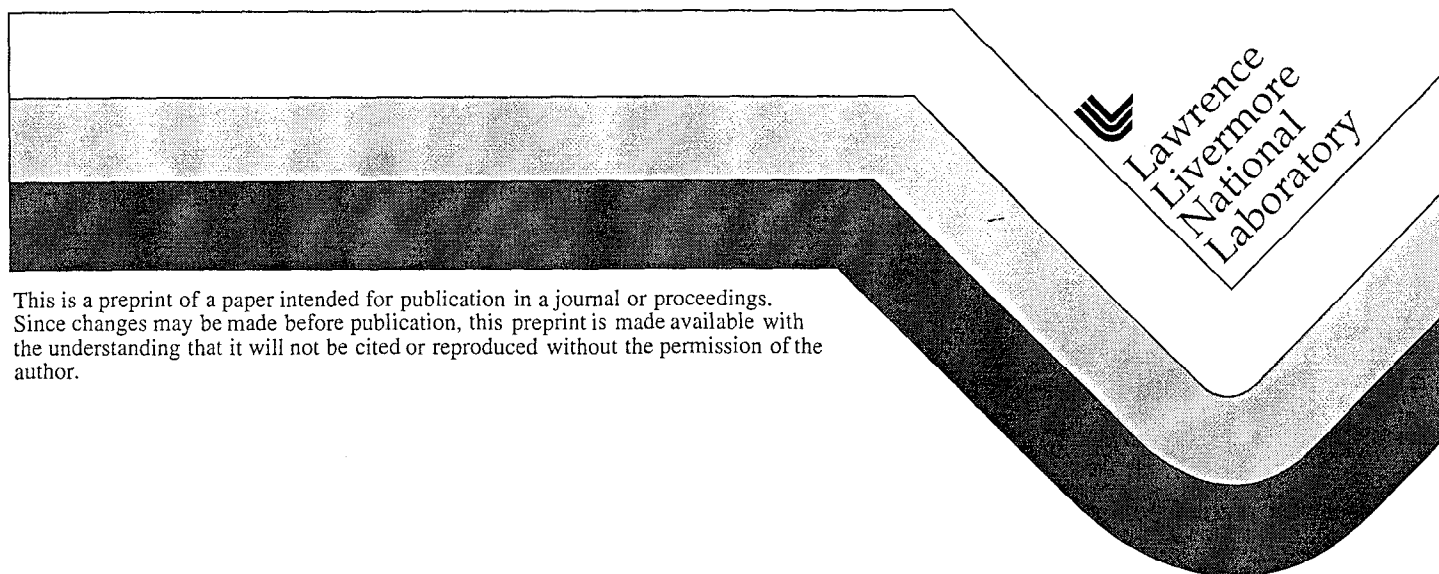 Lawrence
Livermore
National
Laboratory
This is a preprint of a paper intended for publication in a journal or proceedings.
Since changes may be made before publication, this preprint is made available with
the understanding that it will not be cited or reproduced without the permission of the
author.